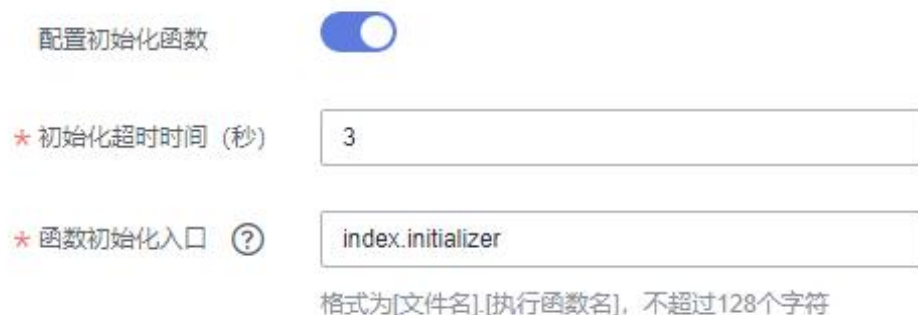 配置初始化函数
* 初始化超时时间（秒） 3
* 函数初始化入口 ? index.initializer
格式为[文件名].[执行函数名]，不超过128个字符